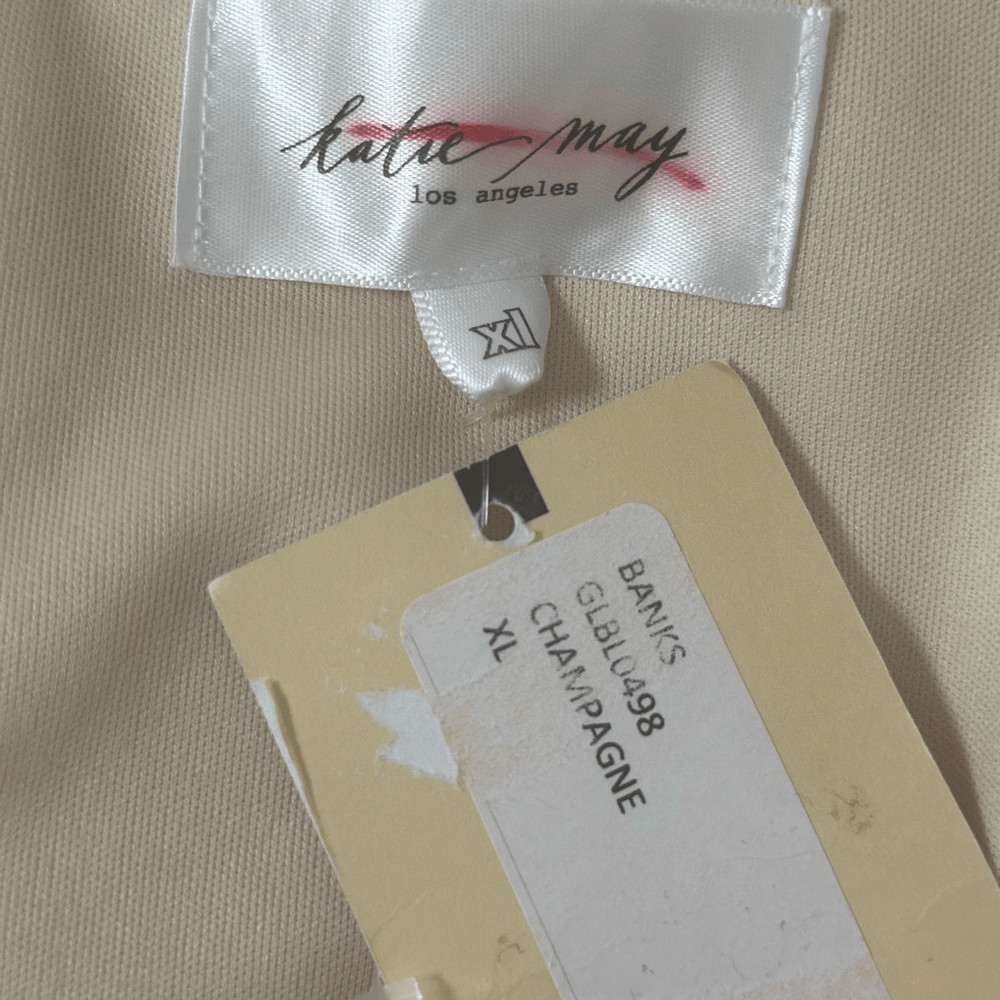 katie may
los angeles
xl
BANKS
GLBL0498
CHAMPAGNE
XL